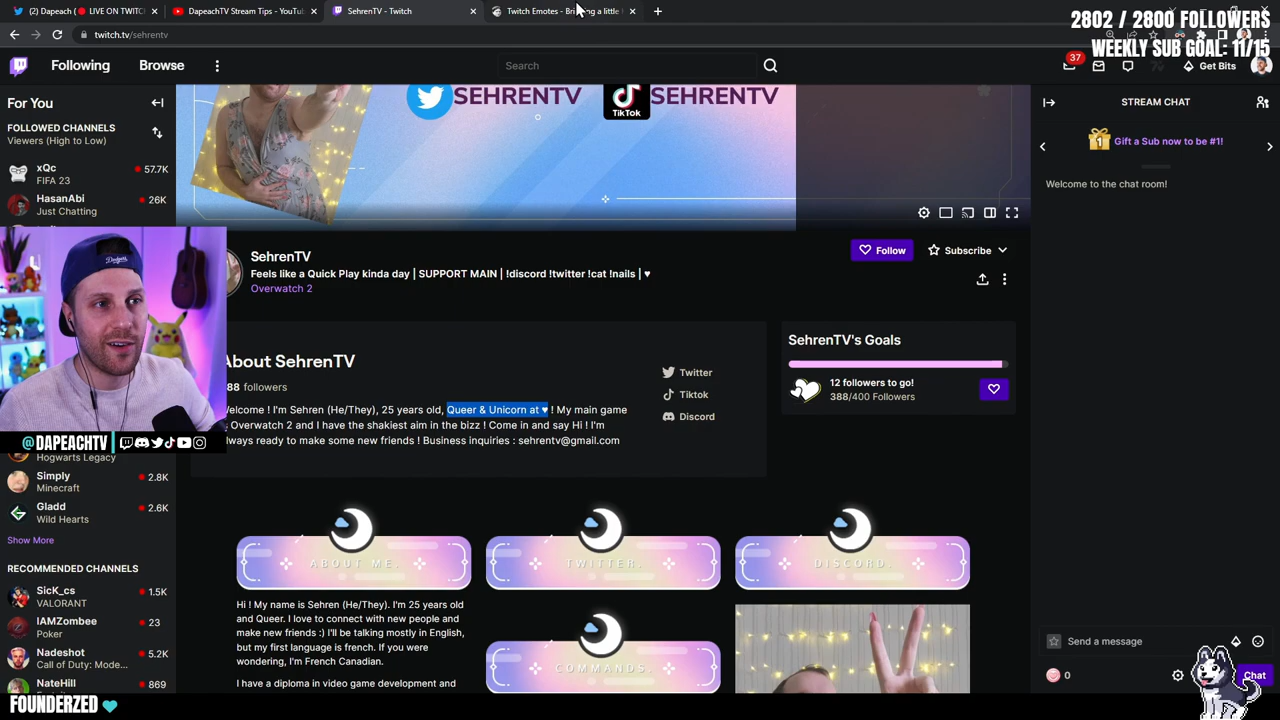 (2) Dapeach ( LIVE ON TWITC
DapeachTV Stream Tips - YouTu
SehrenTV - Twitch
Twitch Emotes - Bringing a little
twitch.tv/sehrentv
2802 / 2800 FOLLOWERS
WEEKLY SUB GOAL: 11/15
Following
Browse
Search
37
Get Bits
For You
FOLLOWED CHANNELS
Viewers (High to Low)
xQc
57.7K
FIFA 23
HasanAbi
26K
Just Chatting
SEHRENTV
TikTok
SEHRENTV
STREAM CHAT
1
Gift a Sub now to be #1!
Welcome to the chat room!
SehrenTV
Feels like a Quick Play kinda day | SUPPORT MAIN | !discord !twitter !cat !nails | ♥
Overwatch 2
Follow
Subscribe
About SehrenTV
88 followers
elcome ! I'm Sehren (He/They), 25 years old, Queer & Unicorn at ♥ ! My main game
Overwatch 2 and I have the shakiest aim in the bizz ! Come in and say Hi ! I'm
lways ready to make some new friends ! Business inquiries : sehrentv@gmail.com
Twitter
Tiktok
Discord
SehrenTV's Goals
12 followers to go!
388/400 Followers
Dodgers
@DAPEACHTV
Hogwarts Legacy
Simply
2.8K
Minecraft
Gladd
2.6K
Wild Hearts
Show More
RECOMMENDED CHANNELS
SicK_cs
1.5K
VALORANT
IAMZombee
23
Poker
Nadeshot
5.2K
Call of Duty: Mode...
NateHill
869
FOUNDERZED
ABOUT ME.
TWITTER.
DISCORD.
COMMANDS.
Hi ! My name is Sehren (He/They). I'm 25 years old
and Queer. I love to connect with new people and
make new friends :) I'll be talking mostly in English,
but my first language is french. If you were
wondering, I'm French Canadian.
I have a diploma in video game development and
Send a message
0
Chat